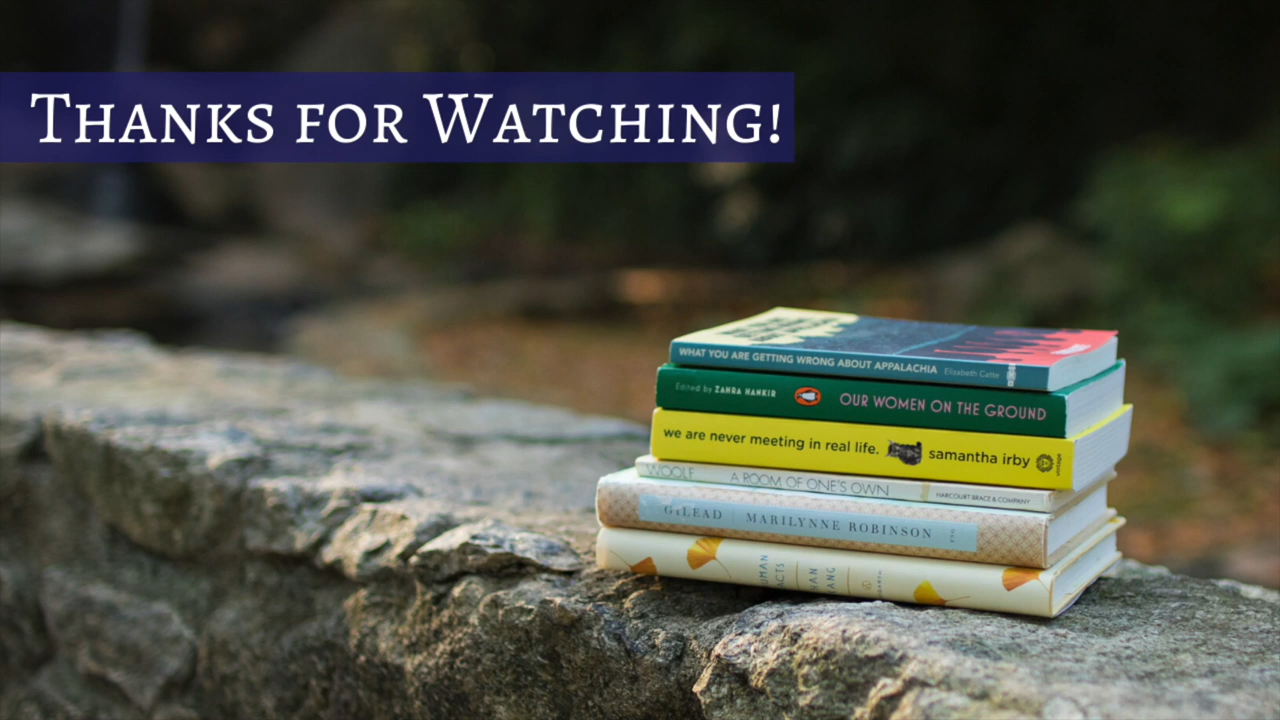 Thanks for Watching!
WHAT YOU ARE GETTING WRONG ABOUT APPALACHIA Elizabeth Catte
Edited by ZAHRA HANKIR OUR WOMEN ON THE GROUND
we are never meeting in real life. samantha irby vintage
WOOLF A ROOM OF ONE'S OWN HARCOURT BRACE & COMPANY
GILEAD MARILYNNE ROBINSON